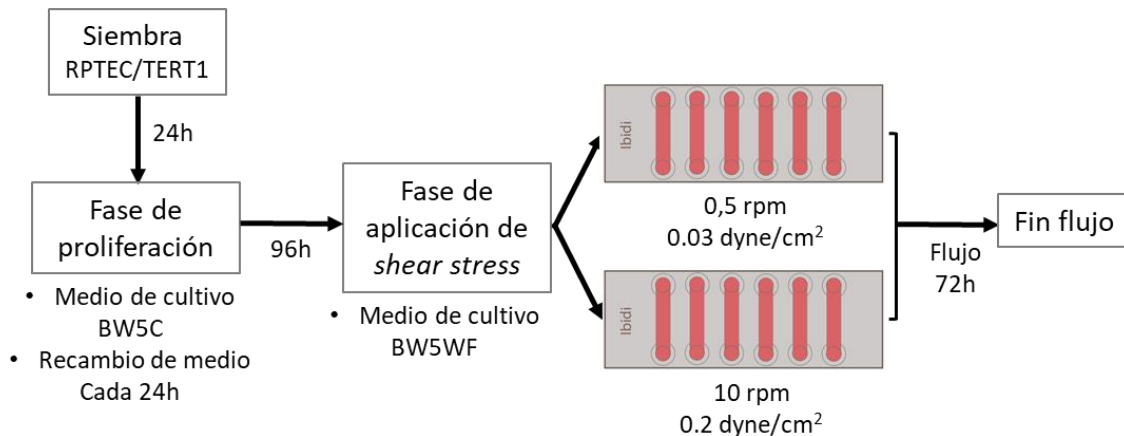 Siembra
RPTEC/TERT1
24h
Fase de
proliferación
• Medio de cultivo
BW5C
• Recambio de medio
Cada 24h
96h
Fase de
aplicación de
shear stress
• Medio de cultivo
BW5WF
Ibidi
0,5 rpm
0.03 dyne/cm²
Ibidi
10 rpm
0.2 dyne/cm²
Flujo
72h
Fin flujo